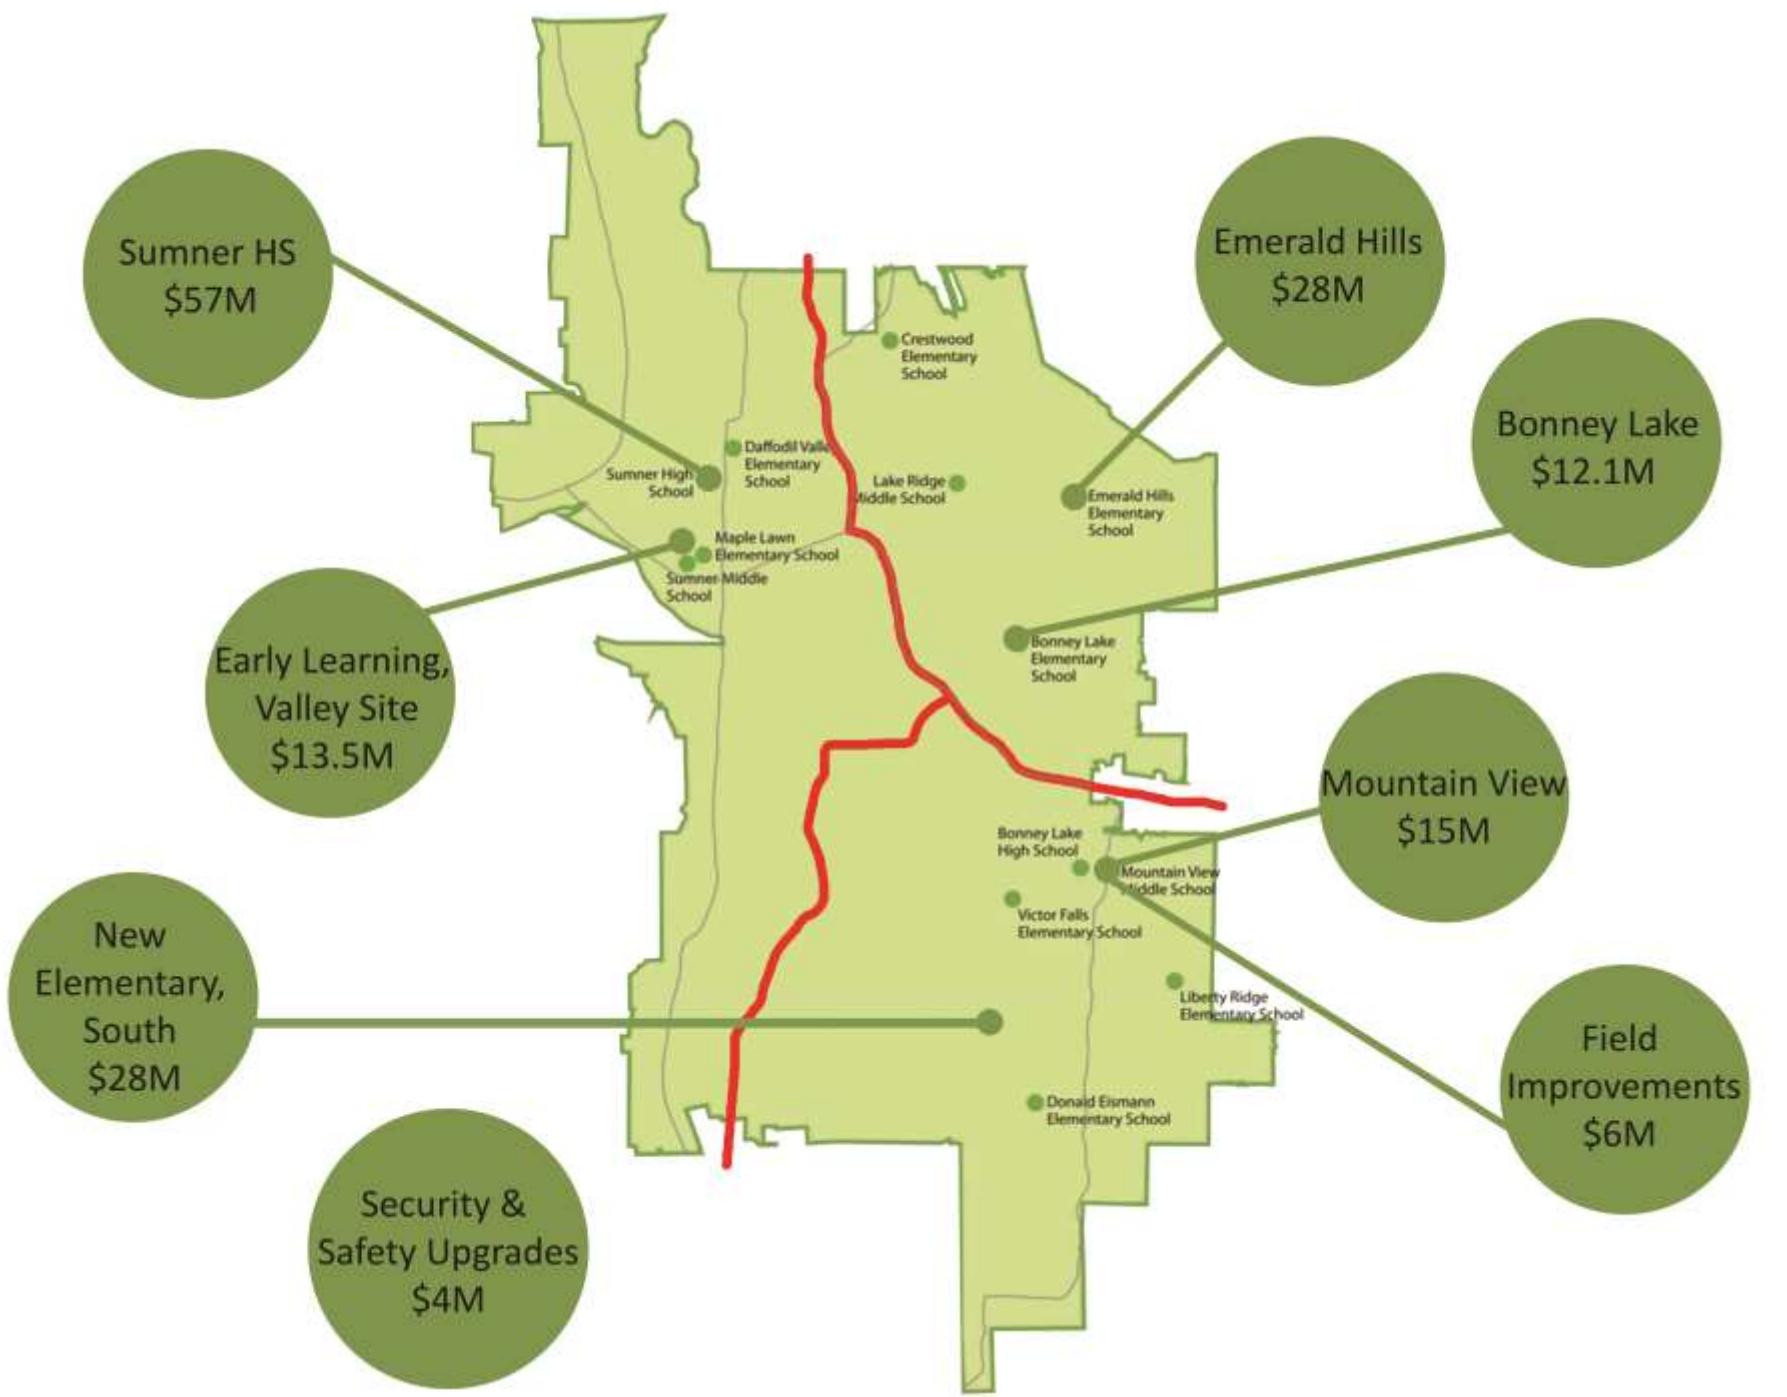 Sumner HS
$57M
Emerald Hills
$28M
Bonney Lake
$12.1M
Early Learning,
Valley Site
$13.5M
Mountain View
$15M
New
Elementary,
South
$28M
Field
Improvements
$6M
Security &
Safety Upgrades
$4M
Crestwood
Elementary
School
Daffodil Valle
Elementary
School
Sumner High
School
Lake Ridge
Middle School
Emerald Hills
Elementary
School
Maple Lawn
Elementary School
Sumner Middle
School
Bonney Lake
Elementary
School
Bonney Lake
High School
Mountain View
Middle School
Victor Falls
Elementary School
Liberty Ridge
Elementary School
Donald Eismann
Elementary School